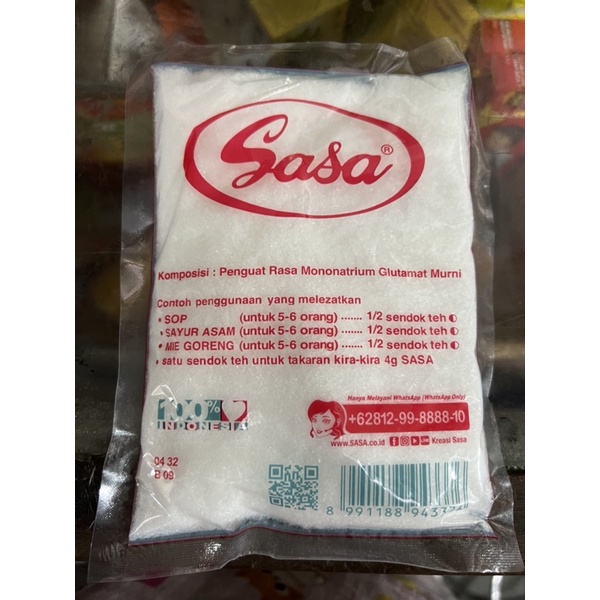 Sasa®
Komposisi : Penguat Rasa Mononatrium Glutamat Murni
Contoh penggunaan yang melezatkan
• SOP (untuk 5-6 orang) ....... 1/2 sendok teh
• SAYUR ASAM (untuk 5-6 orang) ....... 1/2 sendok teh
• MIE GORENG (untuk 5-6 orang) ....... 1/2 sendok teh
• satu sendok teh untuk takaran kira-kira 4g SASA
Hanya Melayani WhatsApp (WhatsApp Only)
+62812-99-8888-10
www.SASA.co.id Kreasi Sasa
100%
INDONESIA
04 32
B 09
8 991188 943